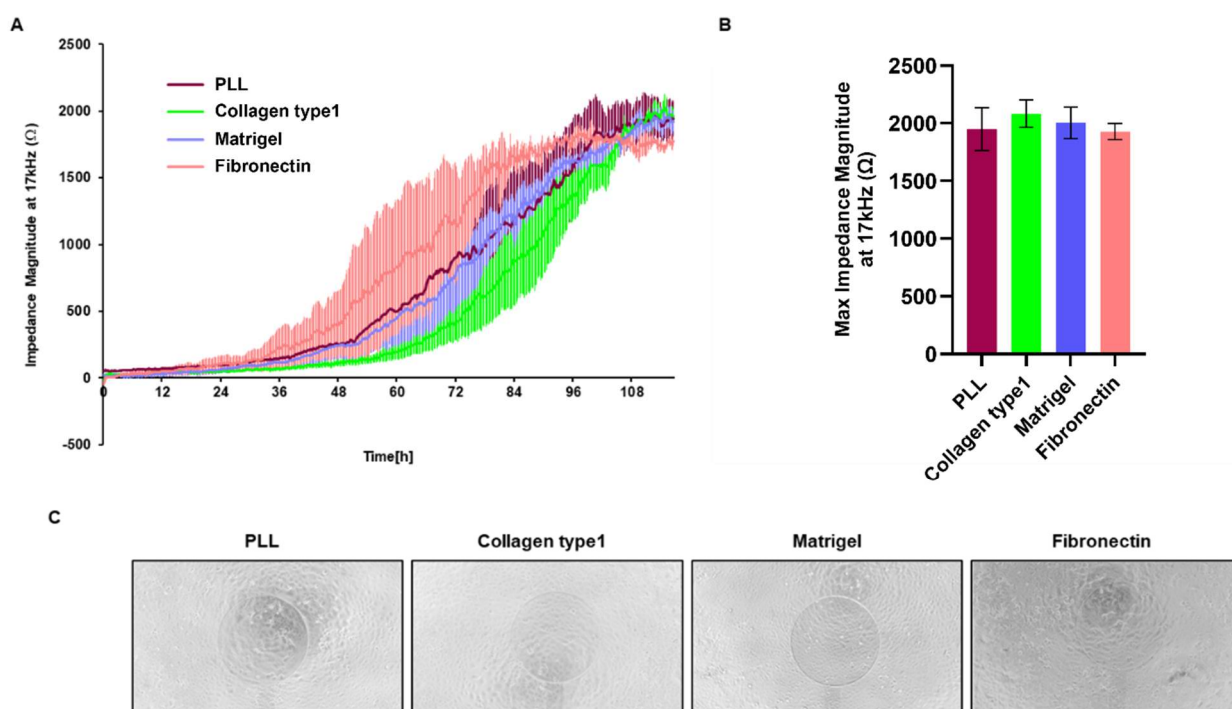 A
Impedance Magnitude at 17kHz (Ω)
2500
2000
1500
1000
500
0
-500
PLL
Collagen type1
Matrigel
Fibronectin
0 12 24 36 48 60 72 84 96 108
Time[h]
B
Max Impedance Magnitude
at 17kHz (Ω)
2500
2000
1500
1000
500
0
PLL
Collagen type1
Matrigel
Fibronectin
C
PLL Collagen type1 Matrigel Fibronectin